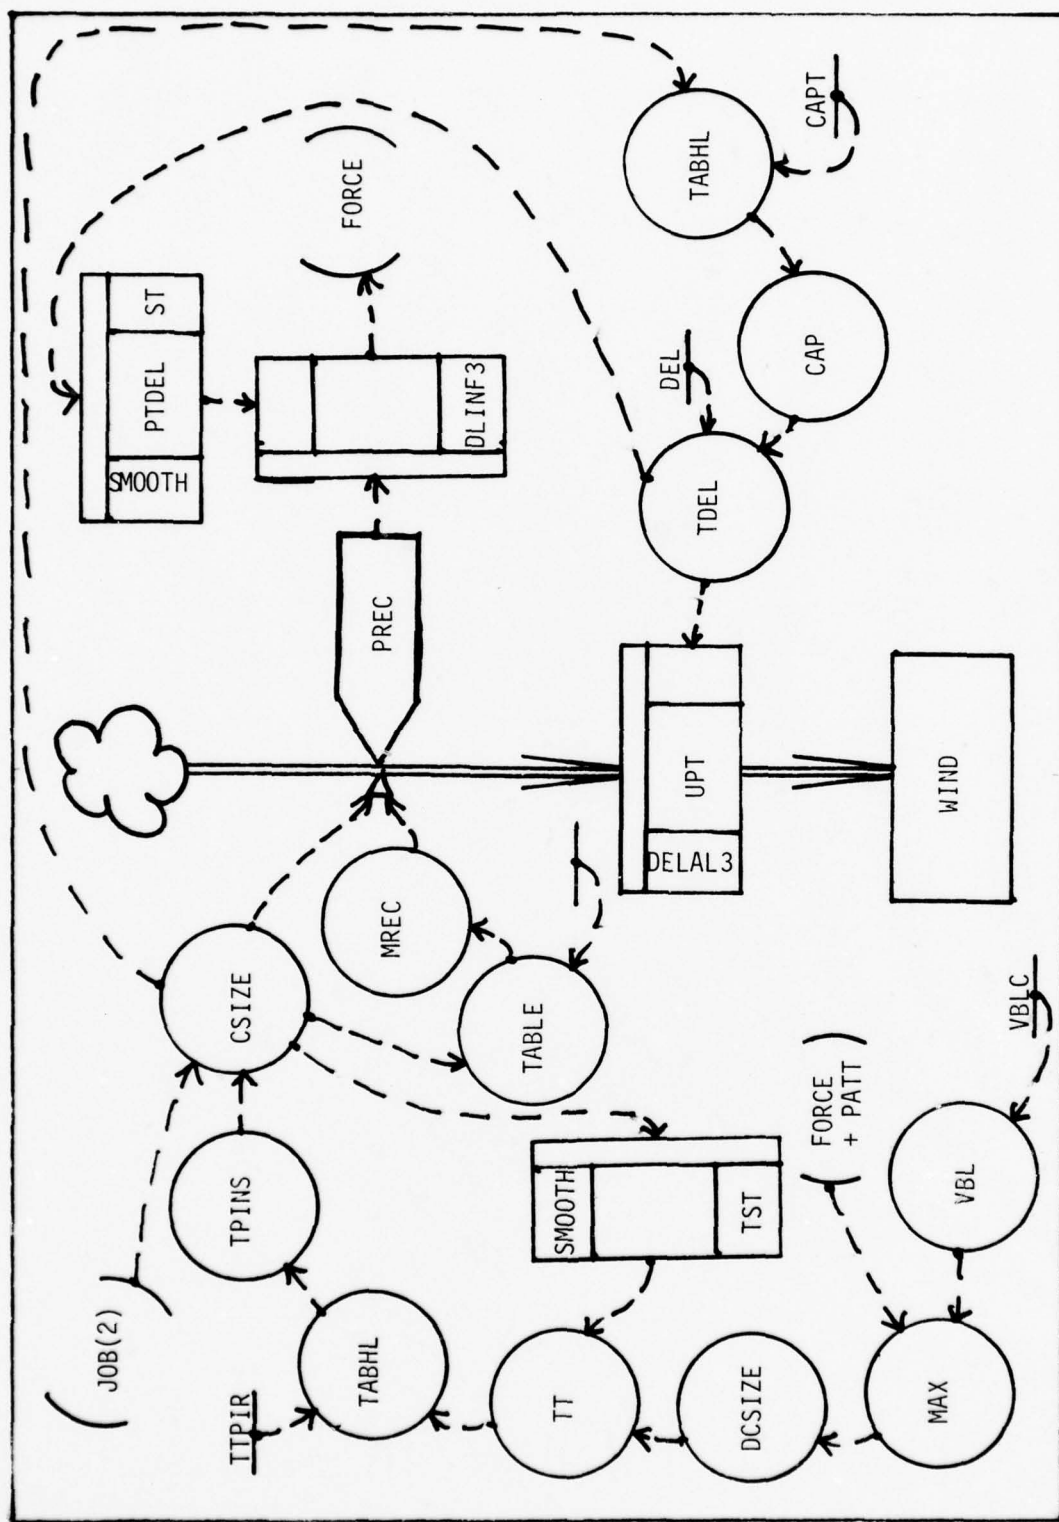 JOB(2)
SMOOTH
PTDEL
ST
TTPIR
TPINS
CSIZE
TABHL
MREC
PREC
FORCE
DLINF3
TT
SMOOTH
TABLE
DEL
DELAL3
UPT
TDEL
TABHL
DCSIZE
TST
CAP
CAPT
FORCE
+ PATT
MAX
WIND
VBL
VBLC